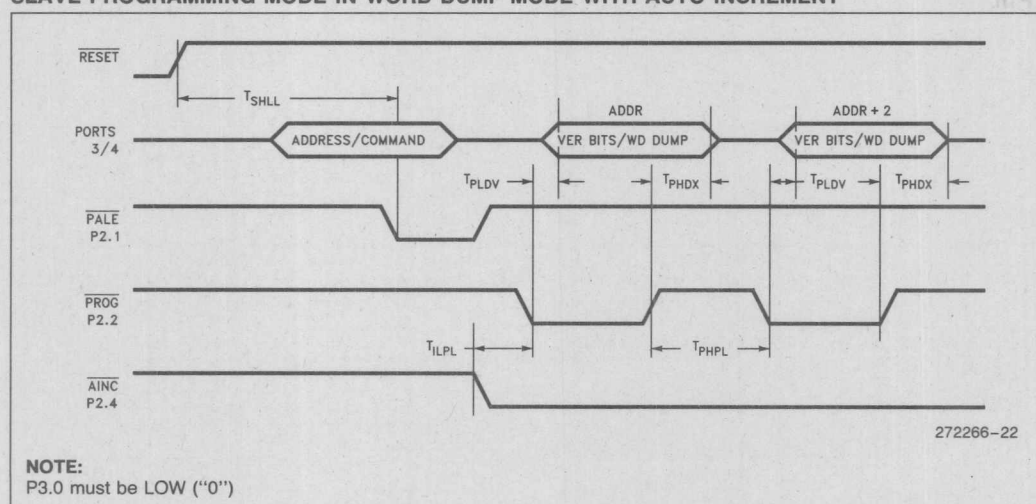 SLAVE PROGRAMMING MODE IN WORD DUMP MODE WITH AUTO INCREMENT
RESET
TSHLL
ADDR
ADDR + 2
PORTS
3/4
ADDRESS/COMMAND
VER BITS/WD DUMP
VER BITS/WD DUMP
TPLDV
TPHDX
TPLDV
TPHDX
PALE
P2.1
PROG
P2.2
TILPL
TPHPL
AINC
P2.4
272266-22
NOTE:
P3.0 must be LOW ("0")